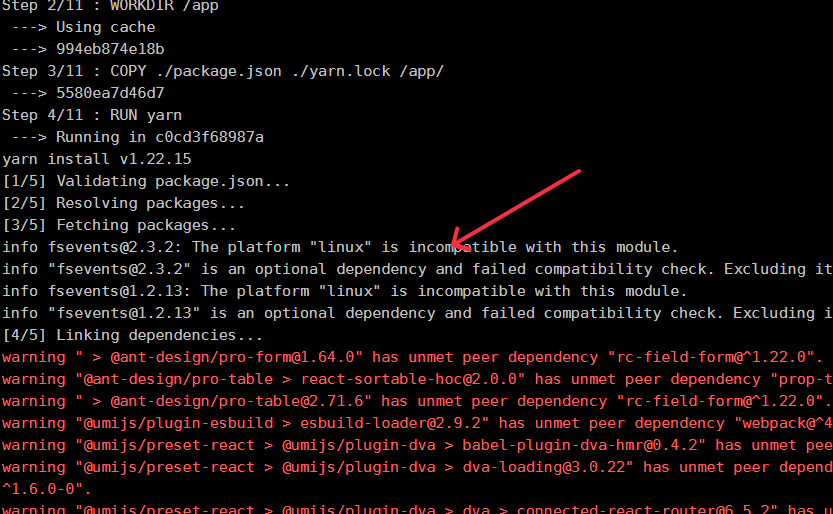 Step 2/11 : WORKDIR /app
---> Using cache
---> 994eb874e18b
Step 3/11 : COPY ./package.json ./yarn.lock /app/
---> 5580ea7d46d7
Step 4/11 : RUN yarn
---> Running in c0cd3f68987a
yarn install v1.22.15
[1/5] Validating package.json...
[2/5] Resolving packages...
[3/5] Fetching packages...
info fsevents@2.3.2: The platform "linux" is incompatible with this module.
info "fsevents@2.3.2" is an optional dependency and failed compatibility check. Excluding it
info fsevents@1.2.13: The platform "linux" is incompatible with this module.
info "fsevents@1.2.13" is an optional dependency and failed compatibility check. Excluding i
[4/5] Linking dependencies...
warning " > @ant-design/pro-form@1.64.0" has unmet peer dependency "rc-field-form@^1.22.0".
warning "@ant-design/pro-table > react-sortable-hoc@2.0.0" has unmet peer dependency "prop-t
warning " > @ant-design/pro-table@2.71.6" has unmet peer dependency "rc-field-form@^1.22.0".
warning "@umijs/plugin-esbuild > esbuild-loader@2.9.2" has unmet peer dependency "webpack@^4
warning "@umijs/preset-react > @umijs/plugin-dva > babel-plugin-dva-hmr@0.4.2" has unmet pee
warning "@umijs/preset-react > @umijs/plugin-dva > dva-loading@3.0.22" has unmet peer depend
^1.6.0-0".
warning "@umijs/preset-react > @umijs/plugin-dva > dva > connected-react-router@6.5.2" has u